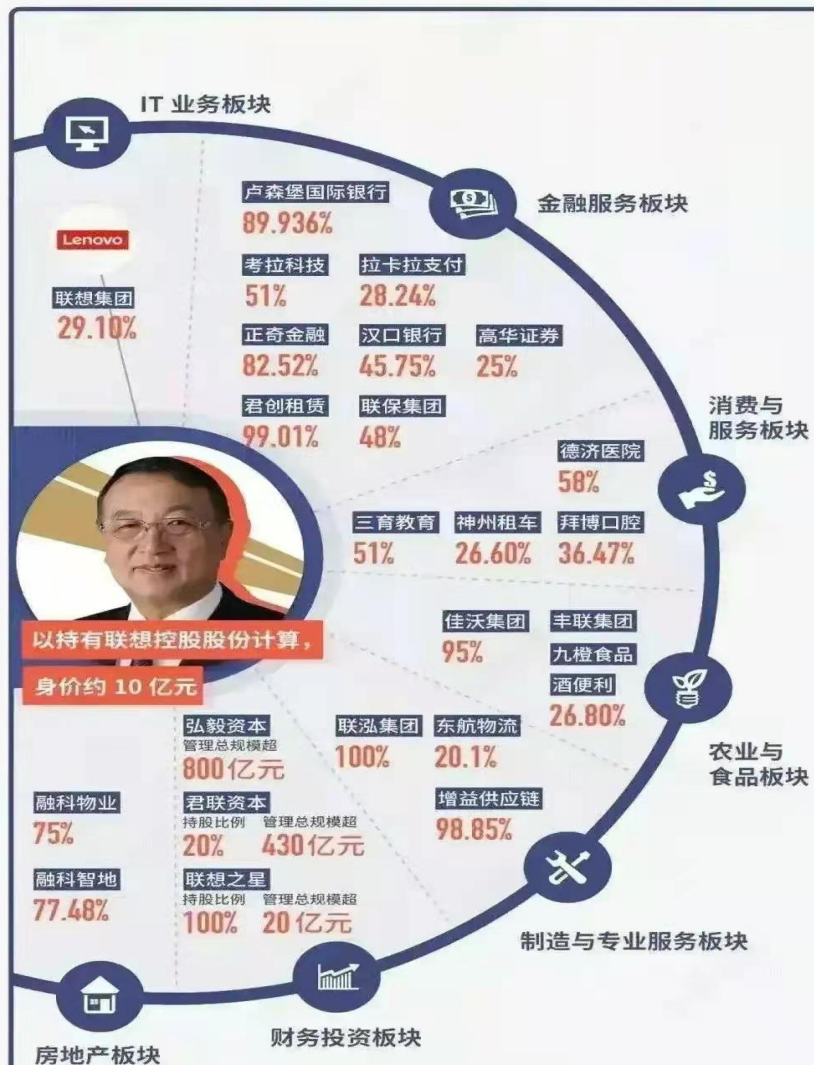 IT 业务板块
Lenovo
联想集团
29.10%
卢森堡国际银行
89.936%
考拉科技 拉卡拉支付
51% 28.24%
正奇金融 汉口银行 高华证券
82.52% 45.75% 25%
君创租赁 联保集团
99.01% 48%
金融服务板块
消费与
服务板块
德济医院
58%
三育教育 神州租车 拜博口腔
51% 26.60% 36.47%
佳沃集团 丰联集团
95% 九橙食品
酒便利
26.80%
农业与
食品板块
以持有联想控股股份计算，
身价约 10 亿元
弘毅资本
管理总规模超
800亿元
联泓集团 东航物流
100% 20.1%
增益供应链
98.85%
制造与专业服务板块
君联资本
持股比例 管理总规模超
20% 430亿元
联想之星
持股比例 管理总规模超
100% 20亿元
财务投资板块
融科物业
75%
融科智地
77.48%
房地产板块